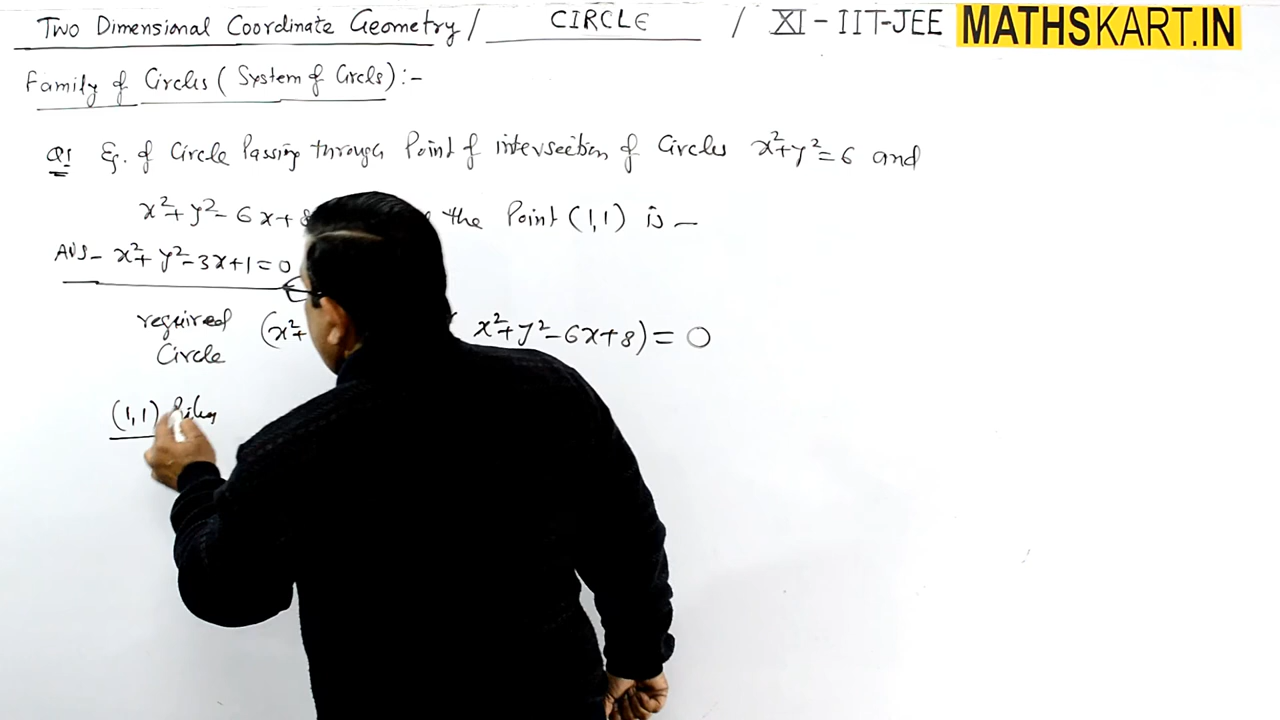 Two Dimensional Coordinate Geometry / CIRCLE / XI - IIT-JEE MATHSKART.IN
Family of Circles ( System of Circls ) :-
Q1 Eq. of Circle Passing through Point of intersection of Circles x²+y²=6 and
x²+y²-6x+8 the Point (1,1) is -
ANS- x²+y²-3x+1=0
required (x²+ x²+y²-6x+8)=0
Circle
(1,1)